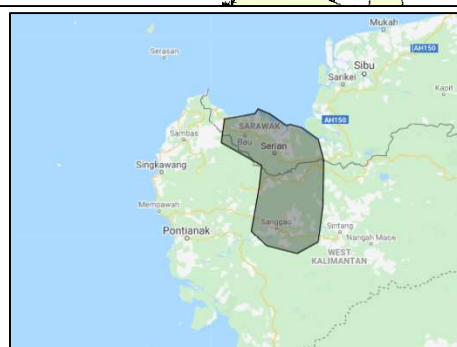 Mukah
AH150
Serasan
Sibu
Sarikei
Kapit
AH150
SARAWAK
Sambas
Bau
Serian
Singkawang
Mempawah
Sanggau
Sintang
Pontianak
Nangah Mace
WEST
KALIMANTAN